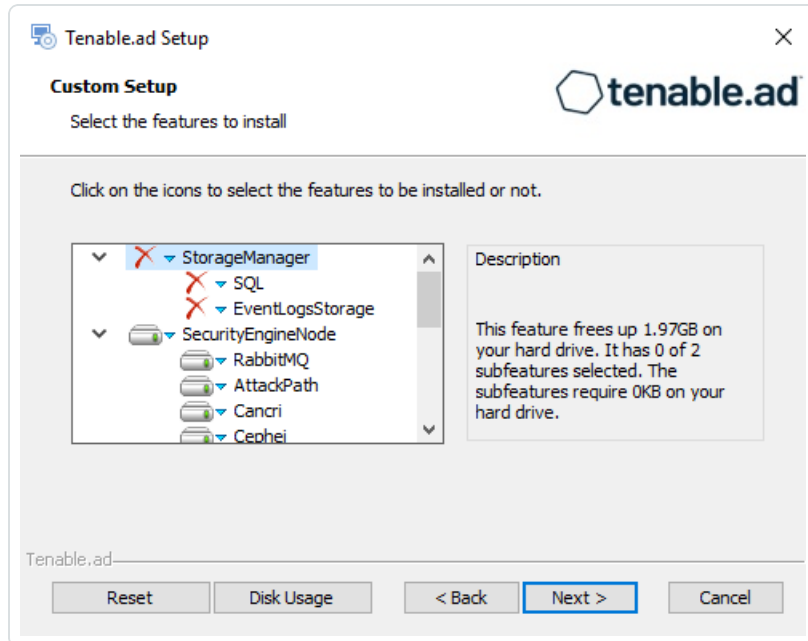 Tenable.ad Setup
Custom Setup
tenable.ad
Select the features to install
Click on the icons to select the features to be installed or not.
StorageManager
SQL
EventLogsStorage
SecurityEngineNode
RabbitMQ
AttackPath
Cancri
Cephei
Description
This feature frees up 1.97GB on
your hard drive. It has 0 of 2
subfeatures selected. The
subfeatures require 0KB on your
hard drive.
Tenable.ad
Reset
Disk Usage
< Back
Next >
Cancel